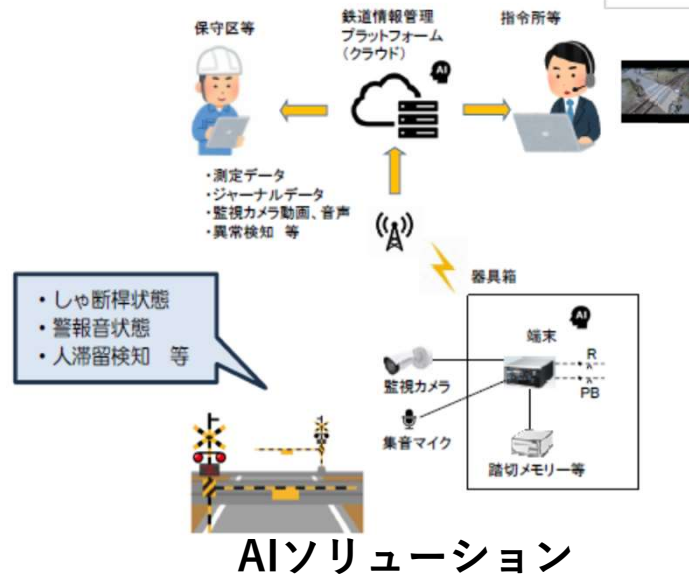 保守区等
鉄道情報管理
プラットフォーム
（クラウド）
AI
指令所等
・測定データ
・ジャーナルデータ
・監視カメラ動画、音声
・異常検知　等
・しゃ断桿状態
・警報音状態
・人滞留検知　等
器具箱
AI
端末
R
PB
監視カメラ
集音マイク
踏切メモリー等
AIソリューション